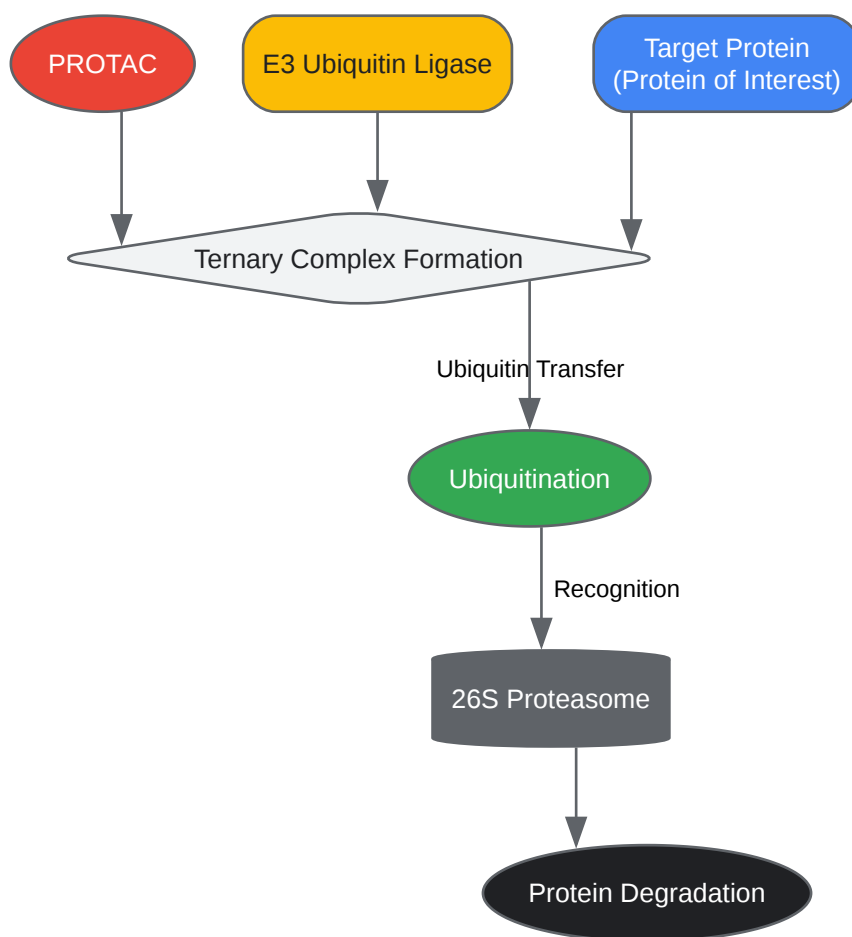 PROTAC
E3 Ubiquitin Ligase
Target Protein
(Protein of Interest)
Ternary Complex Formation
Ubiquitin Transfer
Ubiquitination
Recognition
26S Proteasome
Protein Degradation